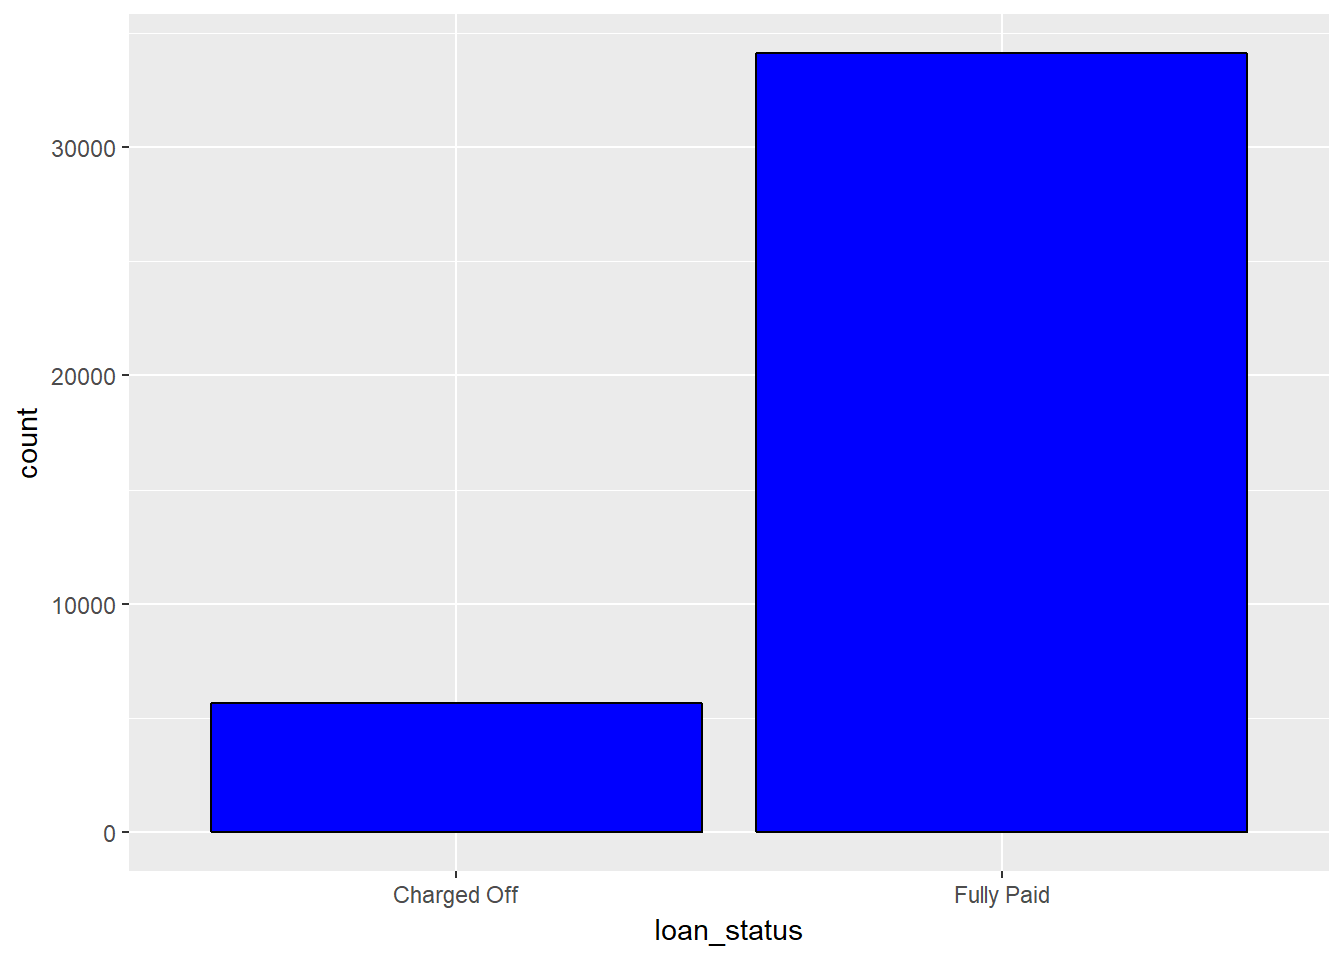 count
30000
20000
10000
0
Charged Off
Fully Paid
loan_status